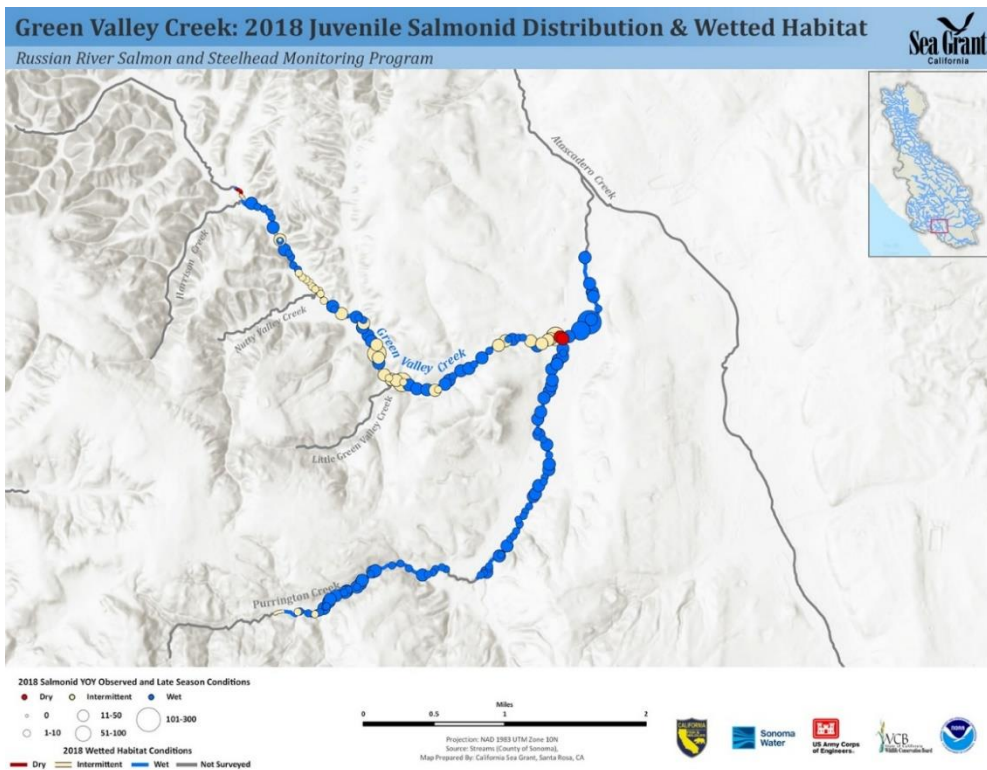 Green Valley Creek: 2018 Juvenile Salmonid Distribution & Wetted Habitat
Russian River Salmon and Steelhead Monitoring Program
Sea Grant
California
Atascadero Creek
Harrison Creek
Nutty Valley Creek
Green Valley Creek
Little Green Valley Creek
Purrington Creek
2018 Salmonid YOY Observed and Late Season Conditions
Dry Intermittent Wet
0 11-50 101-300
1-10 51-100
2018 Wetted Habitat Conditions
Dry Intermittent Wet Not Surveyed
Miles
0 0.5 1 2
Projection: NAD 1983 UTM Zone 10N
Source: Streams (County of Sonoma),
Map Prepared By: California Sea Grant, Santa Rosa, CA
CALIFORNIA
Sonoma
Water
US Army Corps
of Engineers
WCB
NOAA